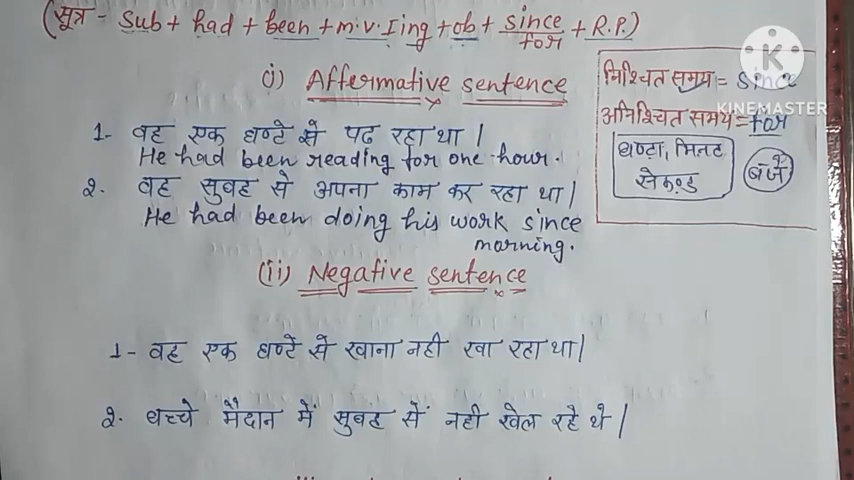 (सूत्र - Sub + had + been + m.v. I ing + ob + since/for + R.P.)
(i) Affermative sentence
निश्चित समय = since
अनिश्चित समय = for
घण्टा, मिनट
सेकण्ड
बजे
KINEMASTER
1- वह एक घण्टे से पढ रहा था।
He had been reading for one hour.
२. वह सुबह से अपना काम कर रहा था।
He had been doing his work since
morning.
(ii) Negative sentence
1- वह एक घण्टे से खाना नही खा रहा था।
२. बच्चे मैदान में सुबह सें नही खेल रहे थे।